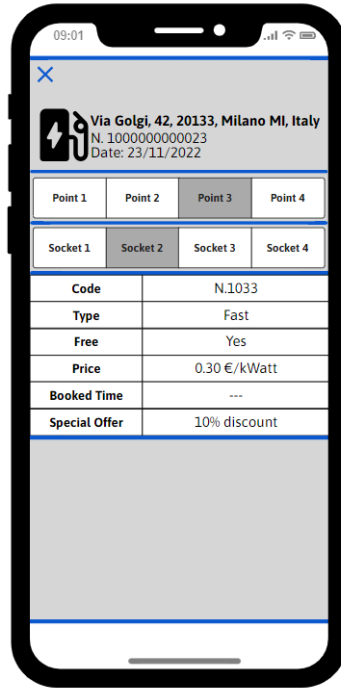 09:01
Via Golgi, 42, 20133, Milano MI, Italy
N. 1000000000023
Date: 23/11/2022
Point 1 Point 2 Point 3 Point 4
Socket 1 Socket 2 Socket 3 Socket 4
Code N.1033
Type Fast
Free Yes
Price 0.30 €/kWatt
Booked Time ---
Special Offer 10% discount